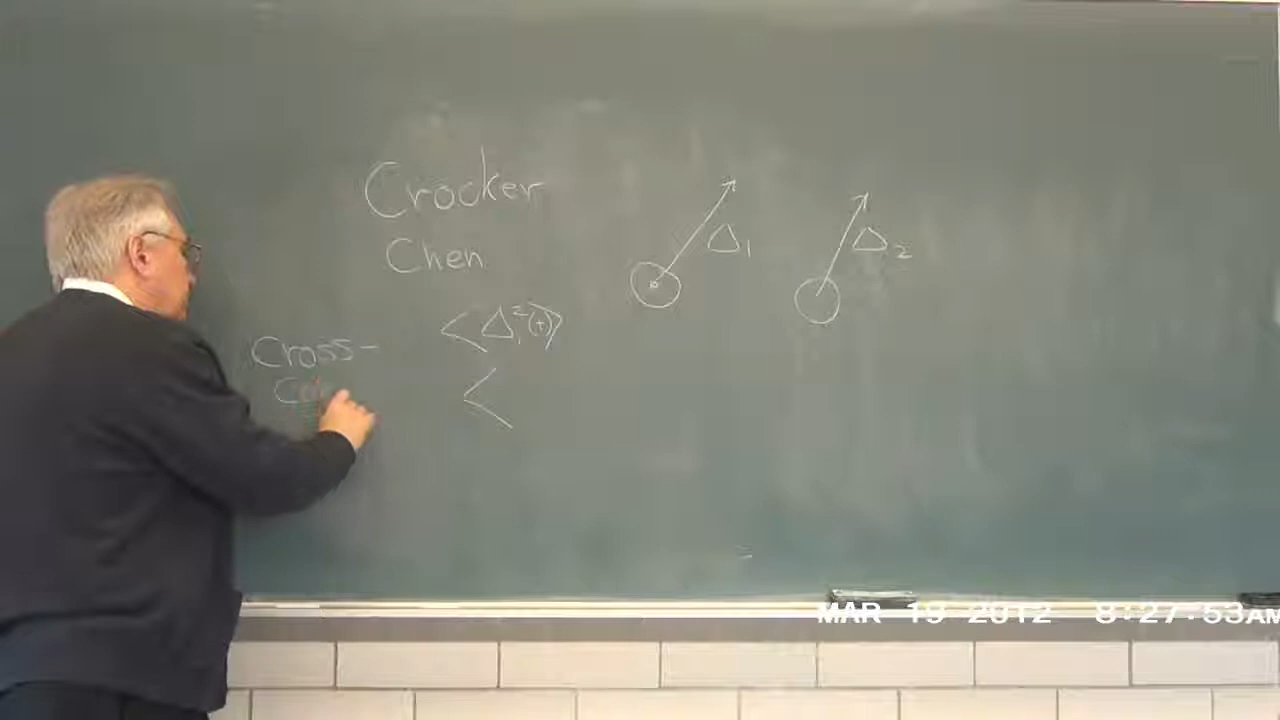 Crocker
Chen
Δ₁
Δ₂
<Δ₁²(t)>
Cross-
<
MAR 19 2012 8:27:53AM